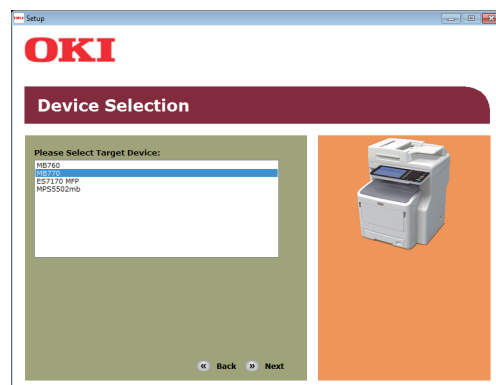 Setup
OKI
Device Selection
Please Select Target Device:
MB760
MB770
ES7170 MFP
MPS5502mb
« Back » Next